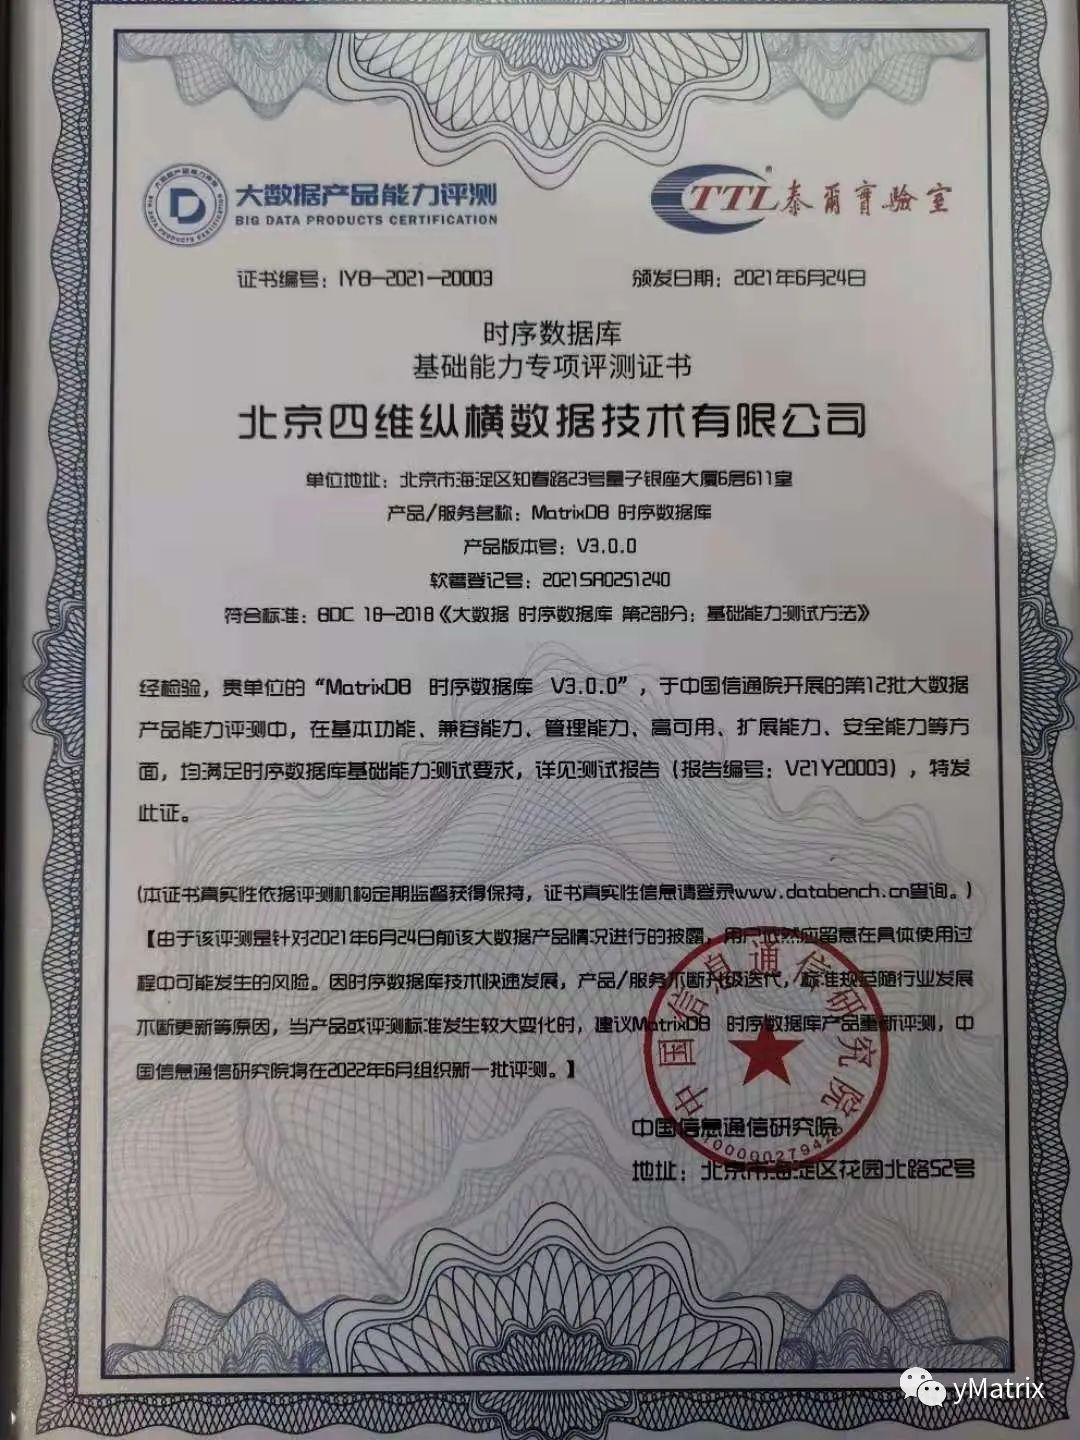 大数据产品能力评测
BIG DATA PRODUCTS CERTIFICATION
TTL泰爾實驗室
证书编号：IYB-2021-20003
颁发日期：2021年6月24日
时序数据库
基础能力专项评测证书
北京四维纵横数据技术有限公司
单位地址：北京市海淀区知春路23号量子银座大厦6层611室
产品/服务名称：MatrixDB 时序数据库
产品版本号：V3.0.0
软著登记号：2021SR0251240
符合标准：BDC 18-2018《大数据 时序数据库 第2部分：基础能力测试方法》
经检验，贵单位的“MatrixDB 时序数据库 V3.0.0”，于中国信通院开展的第12批大数据
产品能力评测中，在基本功能、兼容能力、管理能力、高可用、扩展能力、安全能力等方
面，均满足时序数据库基础能力测试要求，详见测试报告（报告编号：V21Y20003），特发
此证。
(本证书真实性依据评测机构定期监督获得保持，证书真实性信息请登录www.databench.cn查询。)
【由于该评测是针对2021年6月24日前该大数据产品情况进行的披露，用户依然应留意在具体使用过
程中可能发生的风险。因时序数据库技术快速发展，产品/服务不断升级迭代，标准规范随行业发展
不断更新等原因，当产品或评测标准发生较大变化时，建议MatrixDB 时序数据库产品重新评测，中
国信息通信研究院将在2022年6月组织新一批评测。】
中国信息通信研究院
中国信息通信研究院
地址：北京市海淀区花园北路52号
yMatrix